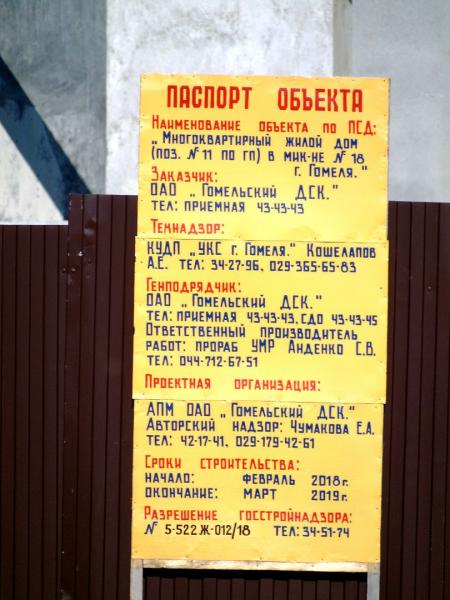 ПАСПОРТ ОБЪЕКТА
НАИМЕНОВАНИЕ ОБЪЕКТА ПО ПСД:
„МНОГОКВАРТИРНЫЙ ЖИЛОЙ ДОМ
(ПОЗ. №11 ПО ГП) В МИК-НЕ №18
Г. ГОМЕЛЯ."
ЗАКАЗЧИК:
ОАО „ГОМЕЛЬСКИЙ ДСК."
ТЕЛ: ПРИЕМНАЯ 43-43-43
ТЕХНАДЗОР:
КУДП „УКС г. ГОМЕЛЯ." КОШЕЛАПОВ
А.Е. ТЕЛ: 34-27-96, 029-365-65-83
ГЕНПОДРЯДЧИК:
ОАО „ГОМЕЛЬСКИЙ ДСК."
ТЕЛ: ПРИЕМНАЯ 43-43-43, СДО 43-43-45
ОТВЕТСТВЕННЫЙ ПРОИЗВОДИТЕЛЬ
РАБОТ: ПРОРАБ УМР АНДЕНКО С.В.
ТЕЛ: 044-712-67-51
ПРОЕКТНАЯ ОРГАНИЗАЦИЯ:
АПМ ОАО „ГОМЕЛЬСКИЙ ДСК."
АВТОРСКИЙ НАДЗОР: ЧУМАКОВА Е.А.
ТЕЛ: 42-17-41, 029-179-42-61
СРОКИ СТРОИТЕЛЬСТВА:
НАЧАЛО: ФЕВРАЛЬ 2018г.
ОКОНЧАНИЕ: МАРТ 2019г.
РАЗРЕШЕНИЕ ГОССТРОЙНАДЗОРА:
№ 5-522 Ж-012/18 ТЕЛ: 34-51-74